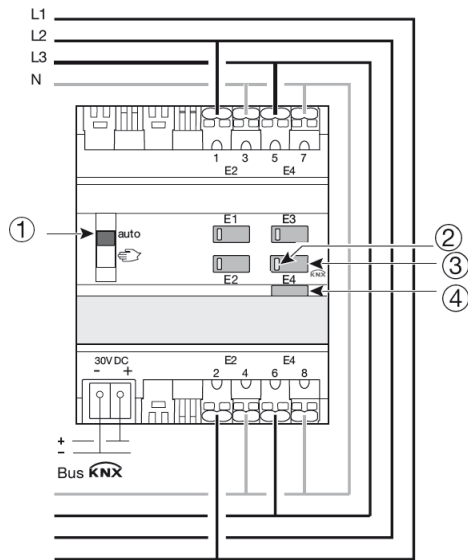 L1
L2
L3
N
1 3 5 7
E2 E4
1
auto
E1 E3
2
3
E2 E4
KNX
4
30V DC
- +
E2 E4
2 4 6 8
+
-
Bus KNX